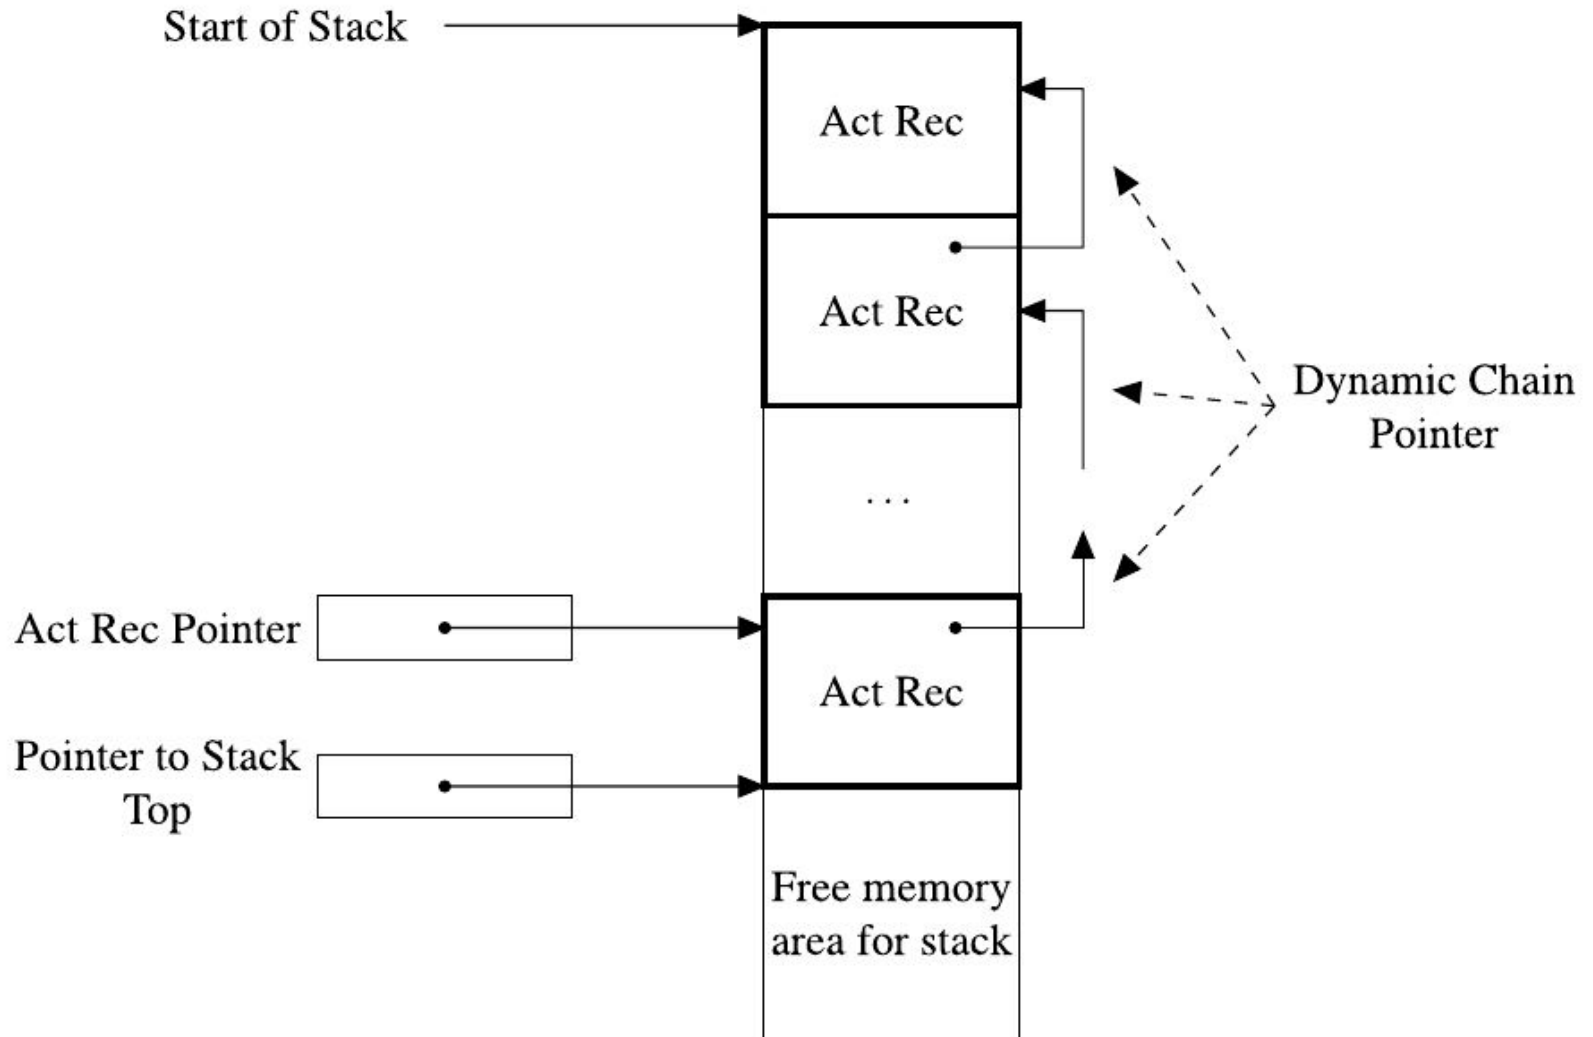 Start of Stack
Act Rec
Act Rec
Dynamic Chain
Pointer
...
Act Rec Pointer
Act Rec
Pointer to Stack
Top
Free memory
area for stack